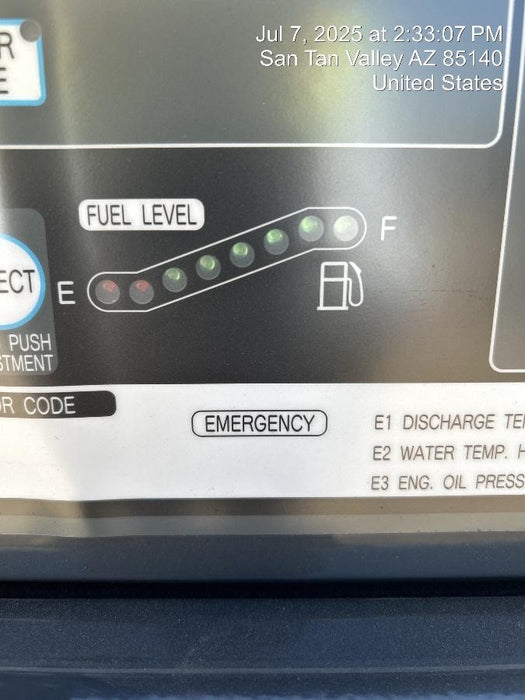 Jul 7, 2025 at 2:33:07 PM
San Tan Valley AZ 85140
United States
R
E
FUEL LEVEL
F
E
ECT
PUSH
STMENT
R CODE
EMERGENCY
E1 DISCHARGE TE
E2 WATER TEMP. H
E3 ENG. OIL PRESS